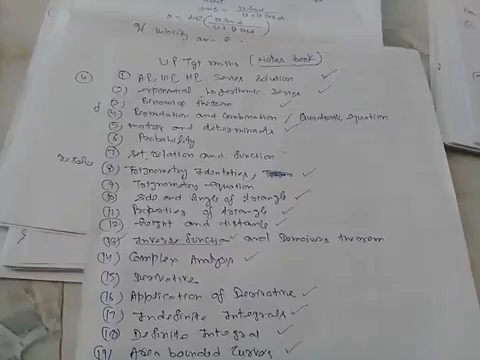 U P Tgt maths (Notes book)
① A.P, G.P, H.P, Series Solution ✓
② exponential logarithmic series ✓
③ Binomial theorem ✓
④ Permutation and Combination / Quadratic equation
⑤ matrix and determinants ✓
⑥ Probability
⑦ Set, relation and function
⑧ Trignometry Identities, ✓
⑨ Trignometry equation
⑩ Side and Angle of triangle ✓
⑪ Properties of triangle ✓
⑫ height and distance ✓
⑬ Inverse function ✓ and Demoivre theorem
⑭ Complex Analysis ✓
⑮ Derivative
⑯ Application of Derivative ✓
⑰ Indefinite Integrals ✓
⑱ Definite Integral ✓
⑲ Area bounded Curves ✓